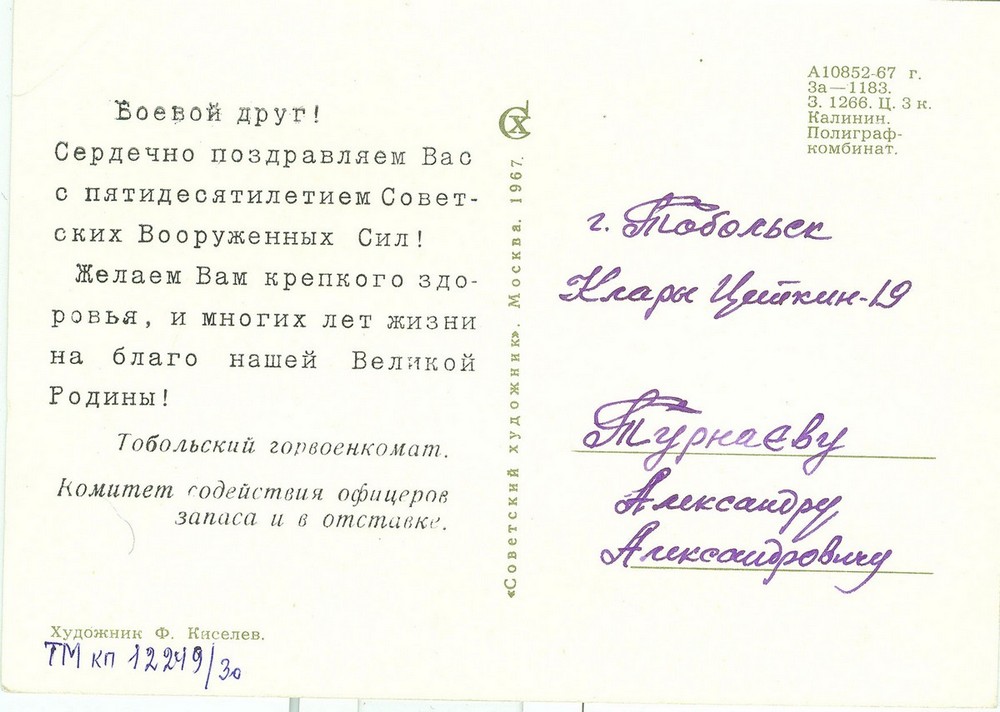 Боевой друг!
Сердечно поздравляем Вас
с пятидесятилетием Совет-
ских Вооруженных Сил!
Желаем Вам крепкого здо-
ровья, и многих лет жизни
на благо нашей Великой
Родины!
Тобольский горвоенкомат.
Комитет содействия офицеров
запаса и в отставке.
Художник Ф. Киселев.
ТМ КП 12249/30
«Советский художник». Москва. 1967.
СХ
А10852-67 г.
За—1183.
З. 1266. Ц. 3 к.
Калинин.
Полиграф-
комбинат.
г. Тобольск
Клары Цеткин-19
Турнаеву
Александру
Александровичу